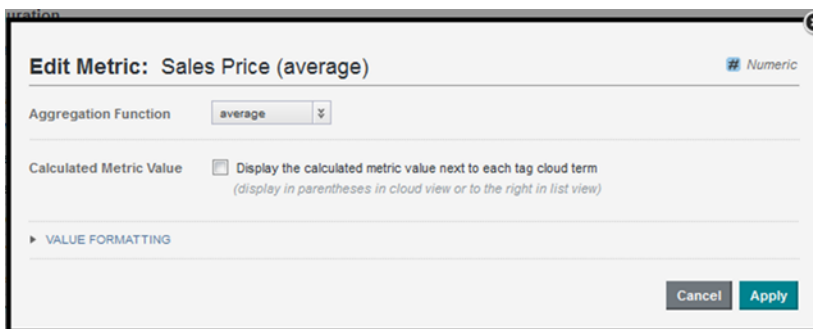 uration
Edit Metric: Sales Price (average)
# Numeric
Aggregation Function
average
Calculated Metric Value
Display the calculated metric value next to each tag cloud term
(display in parentheses in cloud view or to the right in list view)
VALUE FORMATTING
Cancel
Apply